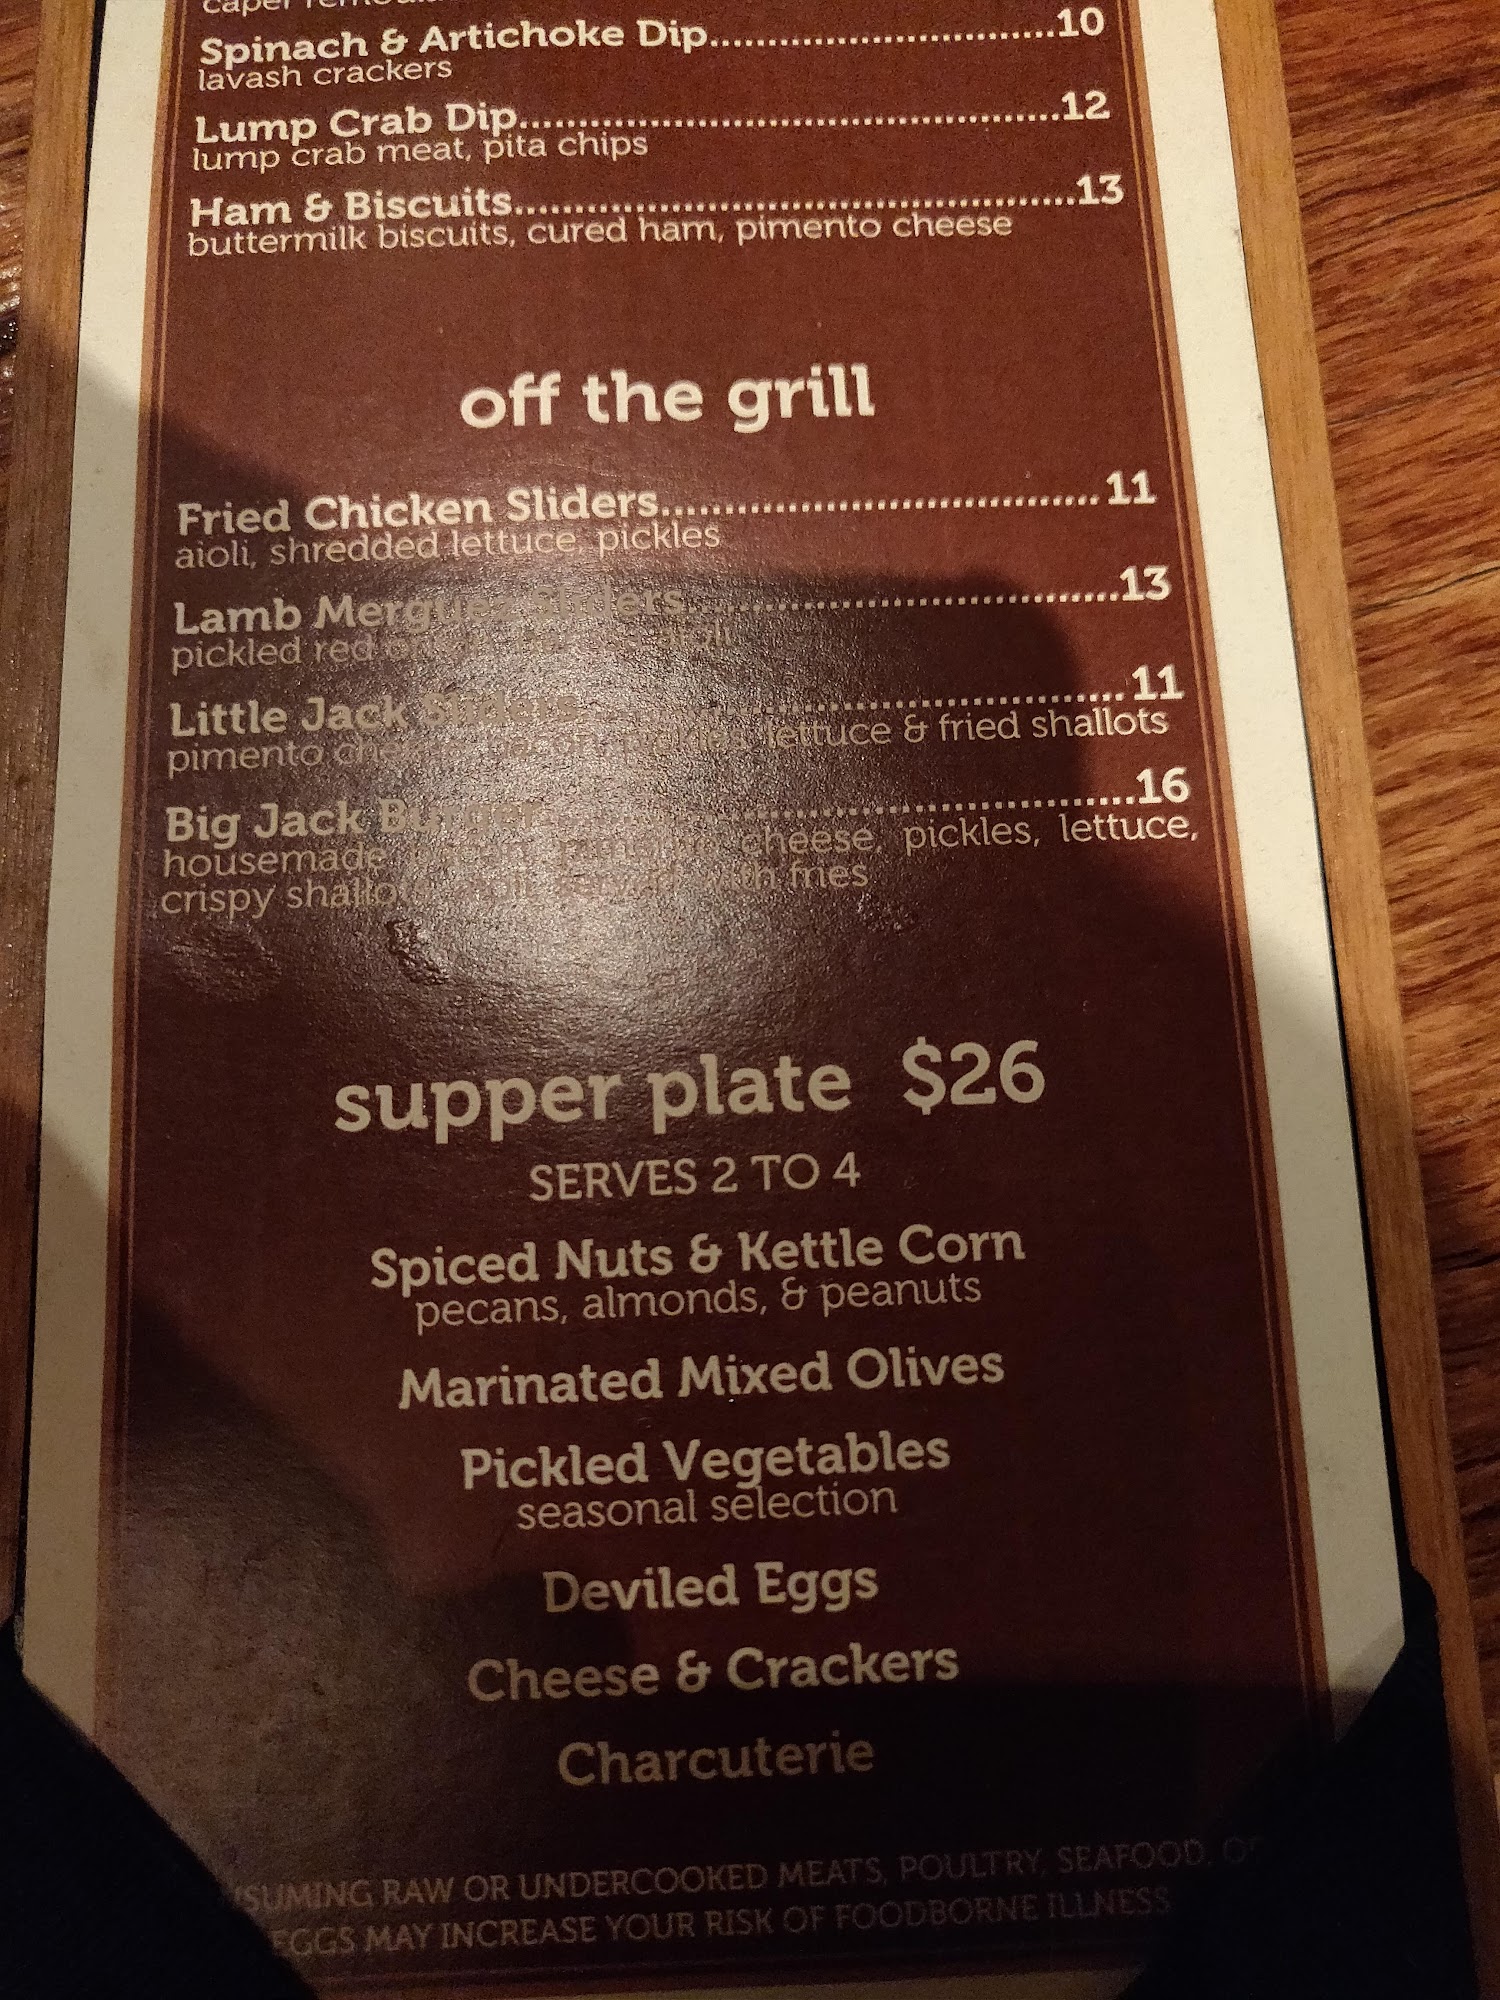 caper
Spinach & Artichoke Dip..............................10
lavash crackers
Lump Crab Dip..............................................12
lump crab meat, pita chips
Ham & Biscuits................................................13
buttermilk biscuits, cured ham, pimento cheese
off the grill
Fried Chicken Sliders......................................11
aioli, shredded lettuce, pickles
Lamb Merguez Sliders.....................................13
pickled red aioli
Little Jack Sliders...............................................11
pimento lettuce & fried shallots
Big Jack Burger..................................................16
housemade cheese, pickles, lettuce,
crispy served with fries
supper plate $26
SERVES 2 TO 4
Spiced Nuts & Kettle Corn
pecans, almonds, & peanuts
Marinated Mixed Olives
Pickled Vegetables
seasonal selection
Deviled Eggs
Cheese & Crackers
Charcuterie
SUMING RAW OR UNDERCOOKED MEATS, POULTRY, SEAFOOD,
EGGS MAY INCREASE YOUR RISK OF FOODBORNE ILLNESS